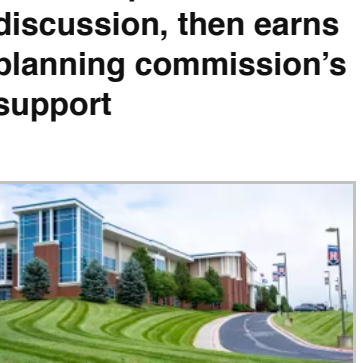 discussion, then earns
planning commission's
support